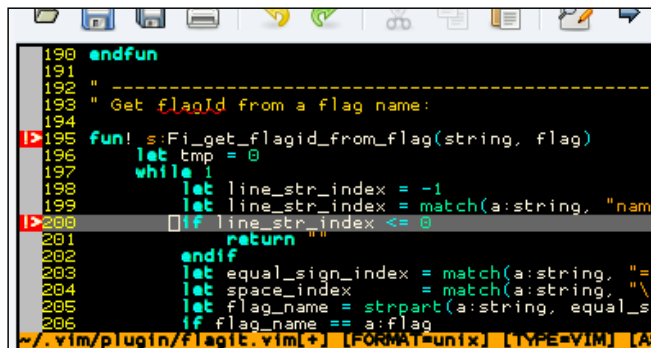 190 endfun
191
192 " -------------------------------------------------
193 " Get flagId from a flag name:
194
195 fun! s:Fi_get_flagid_from_flag(string, flag)
196     let tmp = 0
197     while 1
198         let line_str_index = -1
199         let line_str_index = match(a:string, "nam
200         if line_str_index <= 0
201             return ""
202         endif
203         let equal_sign_index = match(a:string, "=
204         let space_index      = match(a:string, "\
205         let flag_name = strpart(a:string, equal_s
206         if flag_name == a:flag
~/.vim/plugin/flagit.vim[+] [FORMAT=unix] [TYPE=VIM] [A